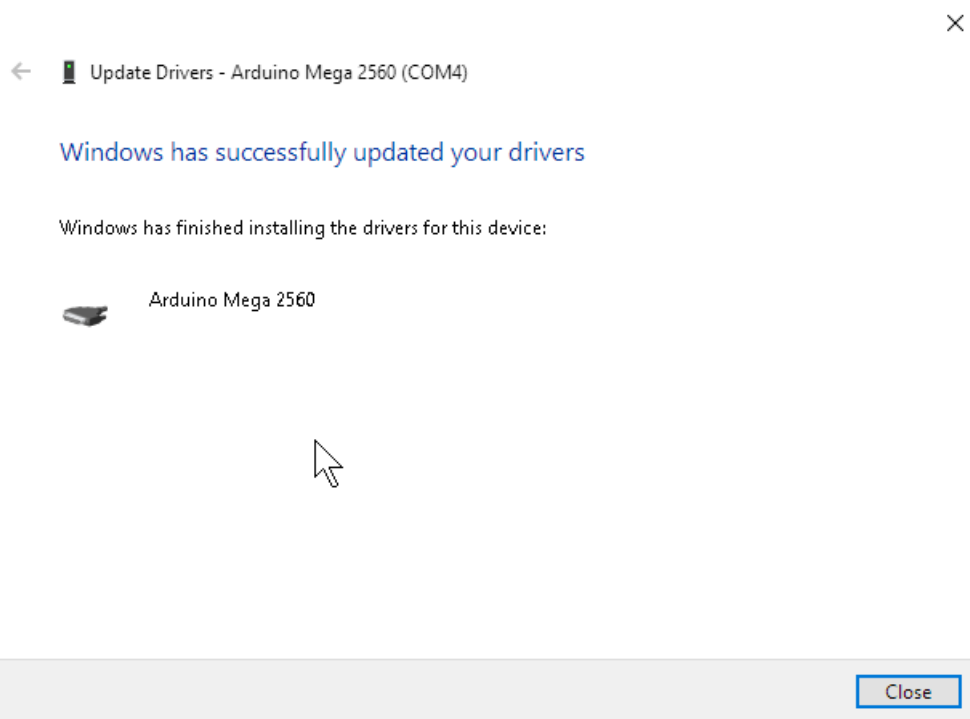 Update Drivers - Arduino Mega 2560 (COM4)
Windows has successfully updated your drivers
Windows has finished installing the drivers for this device:
Arduino Mega 2560
Close